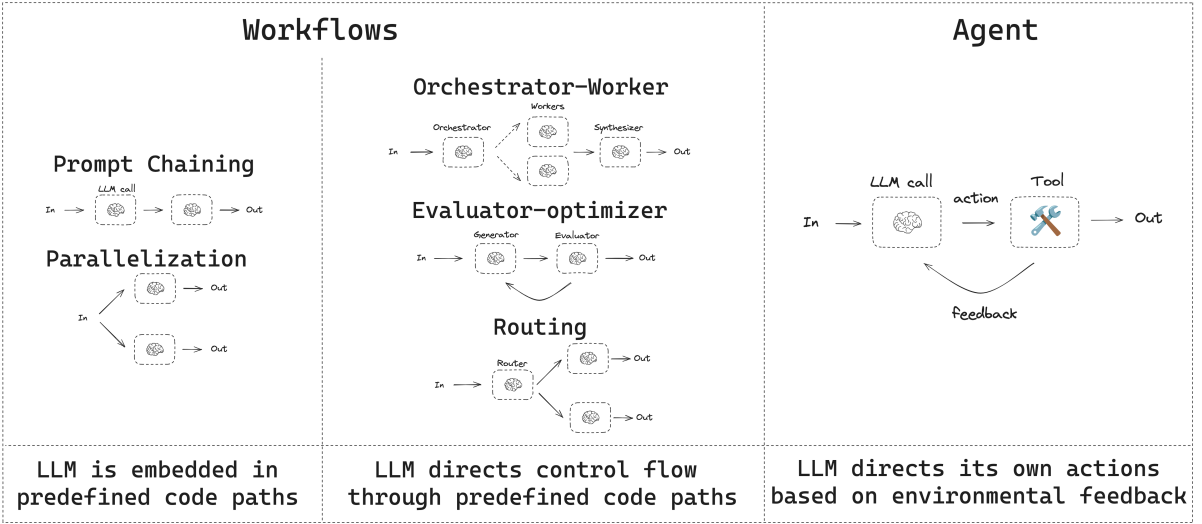 Workflows
Agent
Prompt Chaining
LLM call
In
Out
Parallelization
In
Out
Out
Orchestrator-Worker
Workers
Orchestrator
Synthesizer
In
Out
Evaluator-optimizer
Generator
Evaluator
In
Out
Routing
Router
In
Out
Out
LLM call
action
Tool
In
Out
feedback
LLM is embedded in
predefined code paths
LLM directs control flow
through predefined code paths
LLM directs its own actions
based on environmental feedback